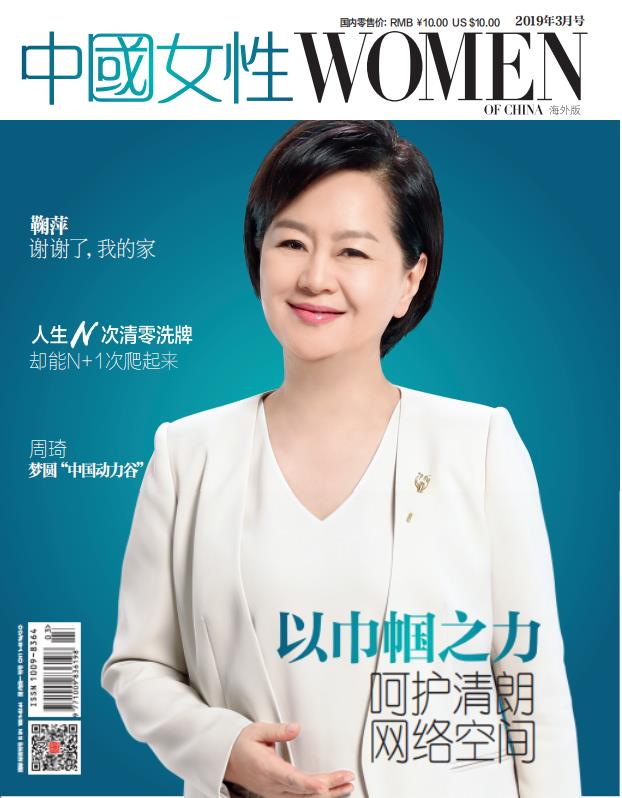 国内零售价：RMB ¥10.00 US $10.00 2019年3月号
中國女性 WOMEN
OF CHINA 海外版
鞠萍
谢谢了, 我的家
人生N次清零洗牌
却能N+1次爬起来
周琦
梦圆“中国动力谷”
以巾帼之力
呵护清朗
网络空间
ISSN 1009-8364
03
9 771009 836198